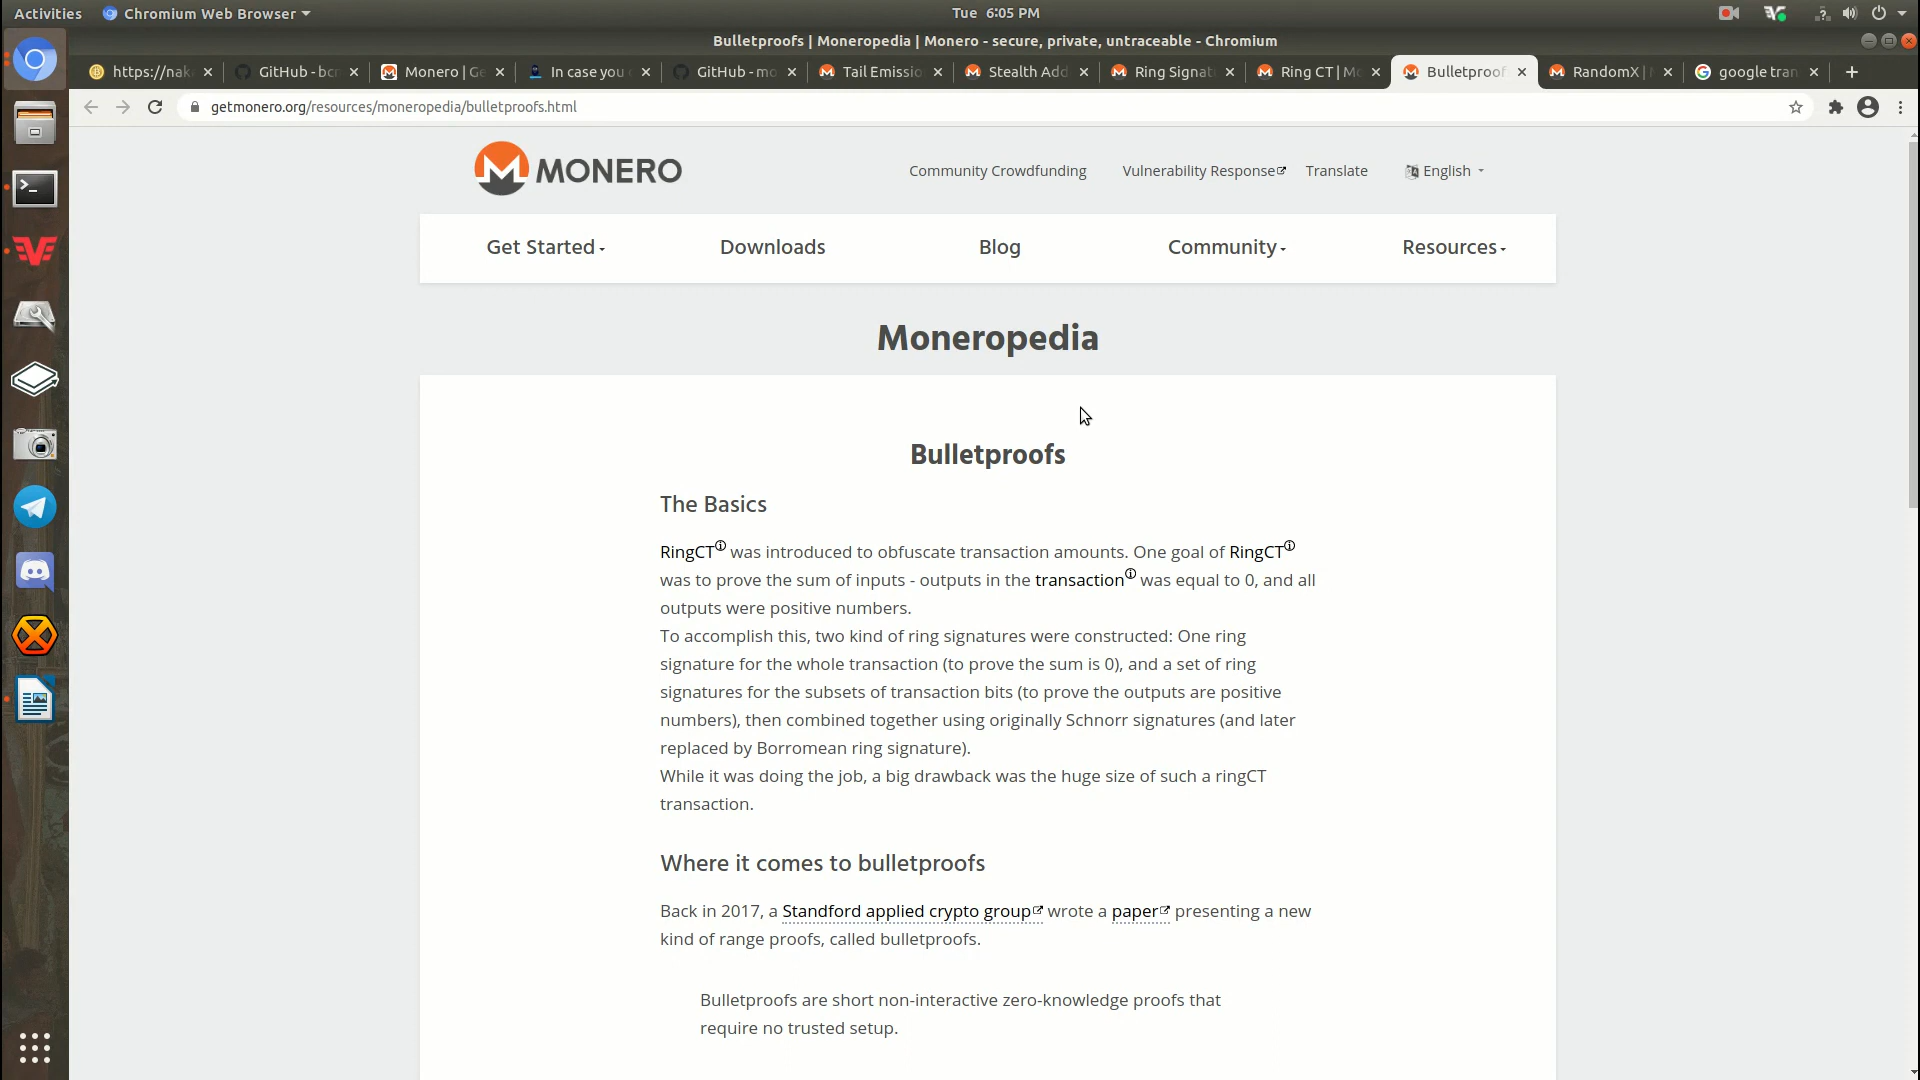 Activities Chromium Web Browser Tue 6:05 PM
Bulletproofs | Moneropedia | Monero - secure, private, untraceable - Chromium
https://nak GitHub - bcr Monero | Ge In case you GitHub - mo Tail Emissio Stealth Add Ring Signat Ring CT | Mo Bulletproof RandomX | google tran
getmonero.org/resources/moneropedia/bulletproofs.html
MONERO Community Crowdfunding Vulnerability Response Translate English
Get Started Downloads Blog Community Resources
Moneropedia
Bulletproofs
The Basics
RingCT was introduced to obfuscate transaction amounts. One goal of RingCT
was to prove the sum of inputs - outputs in the transaction was equal to 0, and all
outputs were positive numbers.
To accomplish this, two kind of ring signatures were constructed: One ring
signature for the whole transaction (to prove the sum is 0), and a set of ring
signatures for the subsets of transaction bits (to prove the outputs are positive
numbers), then combined together using originally Schnorr signatures (and later
replaced by Borromean ring signature).
While it was doing the job, a big drawback was the huge size of such a ringCT
transaction.
Where it comes to bulletproofs
Back in 2017, a Standford applied crypto group wrote a paper presenting a new
kind of range proofs, called bulletproofs.
Bulletproofs are short non-interactive zero-knowledge proofs that
require no trusted setup.